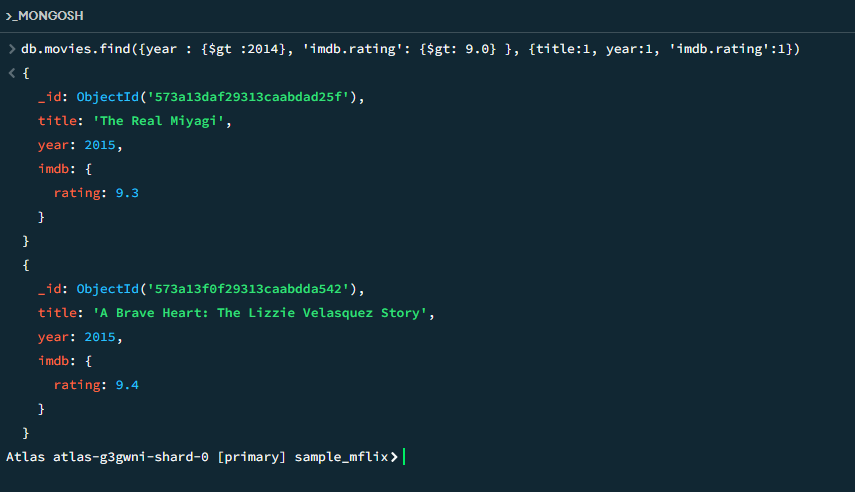 >_MONGOSH
> db.movies.find({year : {$gt :2014}, 'imdb.rating': {$gt: 9.0} }, {title:1, year:1, 'imdb.rating':1})
< {
    _id: ObjectId('573a13daf29313caabdad25f'),
    title: 'The Real Miyagi',
    year: 2015,
    imdb: {
      rating: 9.3
    }
  }
  {
    _id: ObjectId('573a13f0f29313caabdda542'),
    title: 'A Brave Heart: The Lizzie Velasquez Story',
    year: 2015,
    imdb: {
      rating: 9.4
    }
  }
Atlas atlas-g3gwni-shard-0 [primary] sample_mflix>